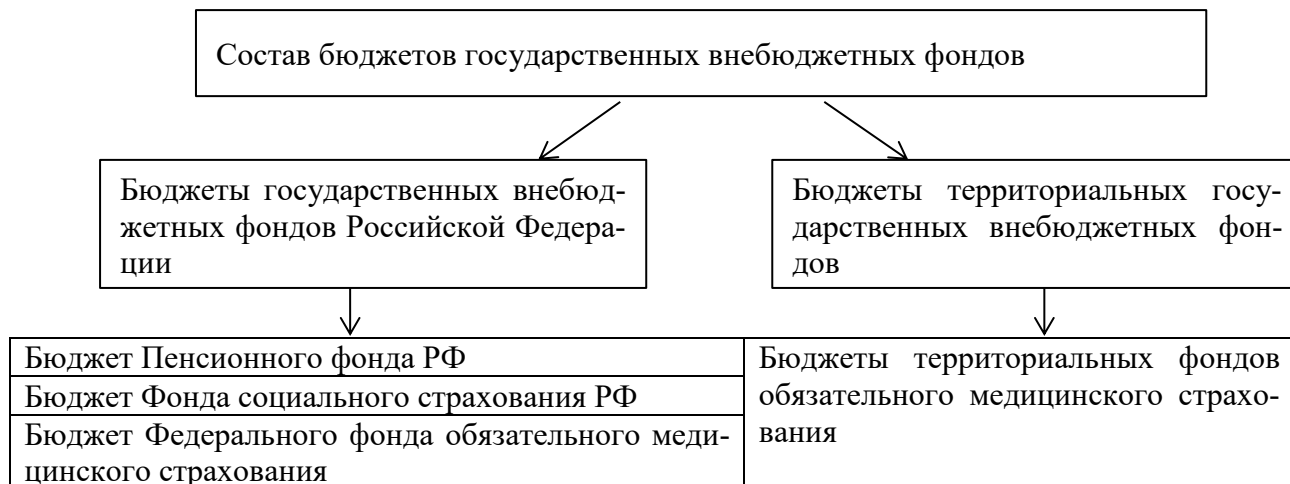 Состав бюджетов государственных внебюджетных фондов
Бюджеты государственных внебюд-
жетных фондов Российской Федера-
ции
Бюджеты территориальных госу-
дарственных внебюджетных фон-
дов
Бюджет Пенсионного фонда РФ
Бюджет Фонда социального страхования РФ
Бюджет Федерального фонда обязательного меди-
цинского страхования
Бюджеты территориальных фондов
обязательного медицинского страхо-
вания